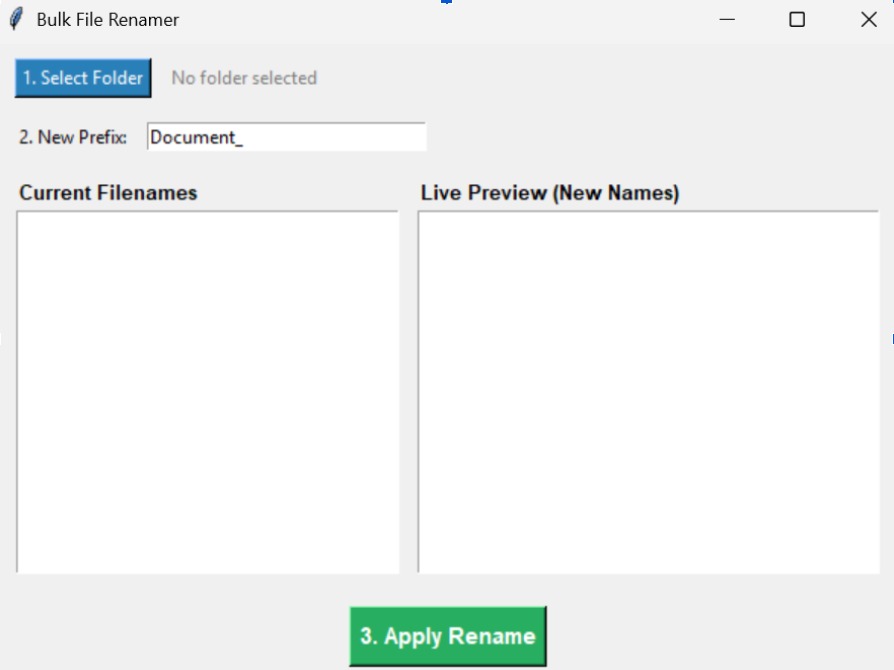 Bulk File Renamer
1. Select Folder No folder selected
2. New Prefix: Document_
Current Filenames Live Preview (New Names)
3. Apply Rename